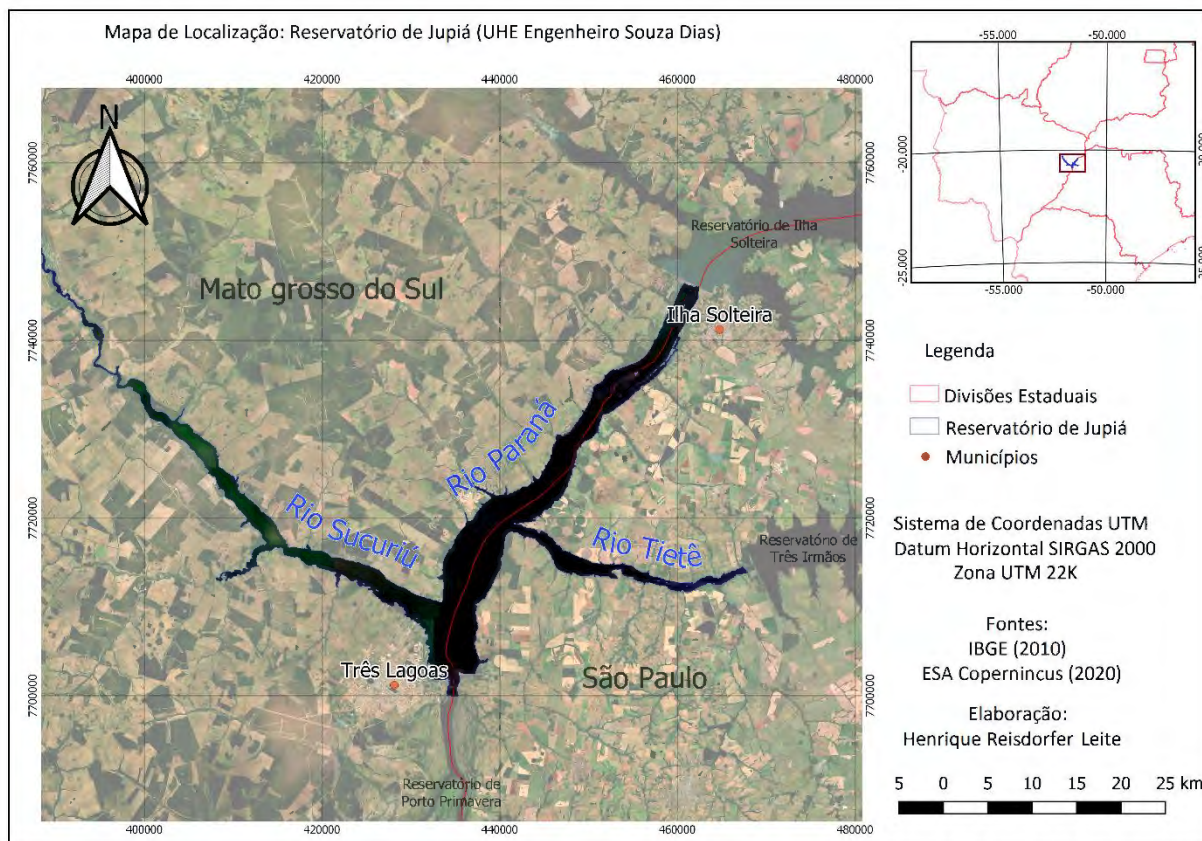 Mapa de Localização: Reservatório de Jupiá (UHE Engenheiro Souza Dias)
400000 420000 440000 460000 480000
N
7760000 7760000
7740000 7740000
7720000 7720000
7700000 7700000
Reservatório de Ilha
Solteira
Mato grosso do Sul
Ilha Solteira
Rio Paraná
Rio Sucuriú
Rio Tietê
Reservatório de
Três Irmãos
Três Lagoas
São Paulo
Reservatório de
Porto Primavera
400000 420000 440000 460000 480000
-55.000 -50.000
-20.000
-25.000
-55.000 -50.000
Legenda
Divisões Estaduais
Reservatório de Jupiá
Municípios
Sistema de Coordenadas UTM
Datum Horizontal SIRGAS 2000
Zona UTM 22K
Fontes:
IBGE (2010)
ESA Copernincus (2020)
Elaboração:
Henrique Reisdorfer Leite
5 0 5 10 15 20 25 km